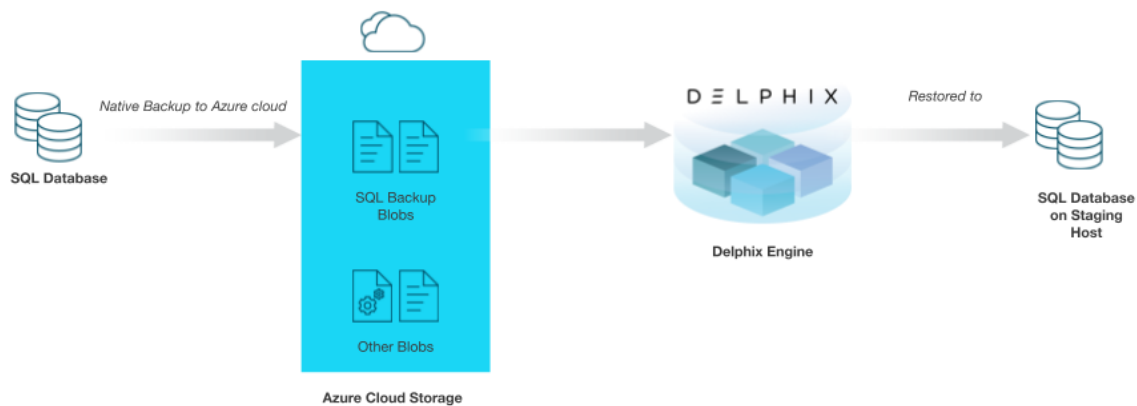 Native Backup to Azure cloud
SQL Database
SQL Backup
Blobs
Other Blobs
Azure Cloud Storage
DELPHIX
Delphix Engine
Restored to
SQL Database
on Staging
Host